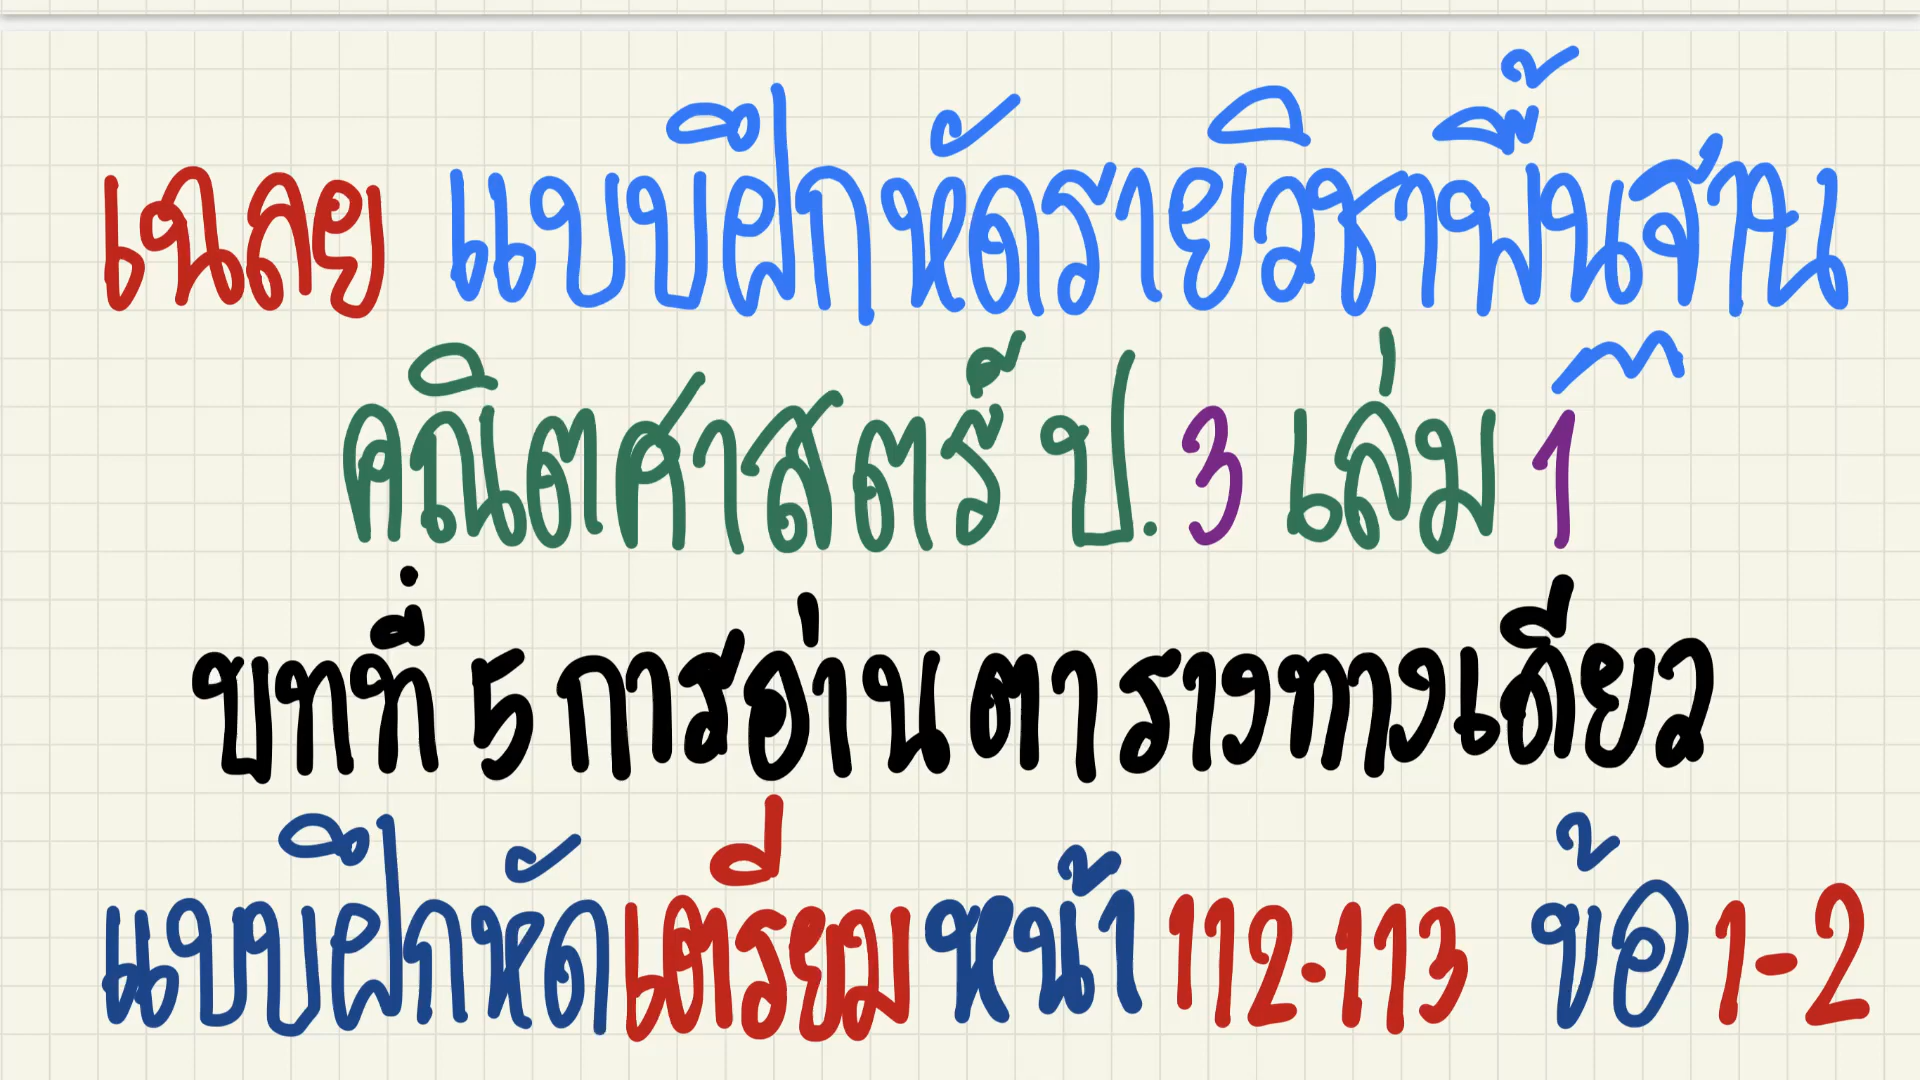 เฉลย แบบฝึกหัดรายวิชาพื้นฐาน
คณิตศาสตร์ ป.3 เล่ม 1
บทที่ 5 การอ่านตารางทางเดียว
แบบฝึกหัดเตรียม หน้า 112-113 ข้อ 1-2